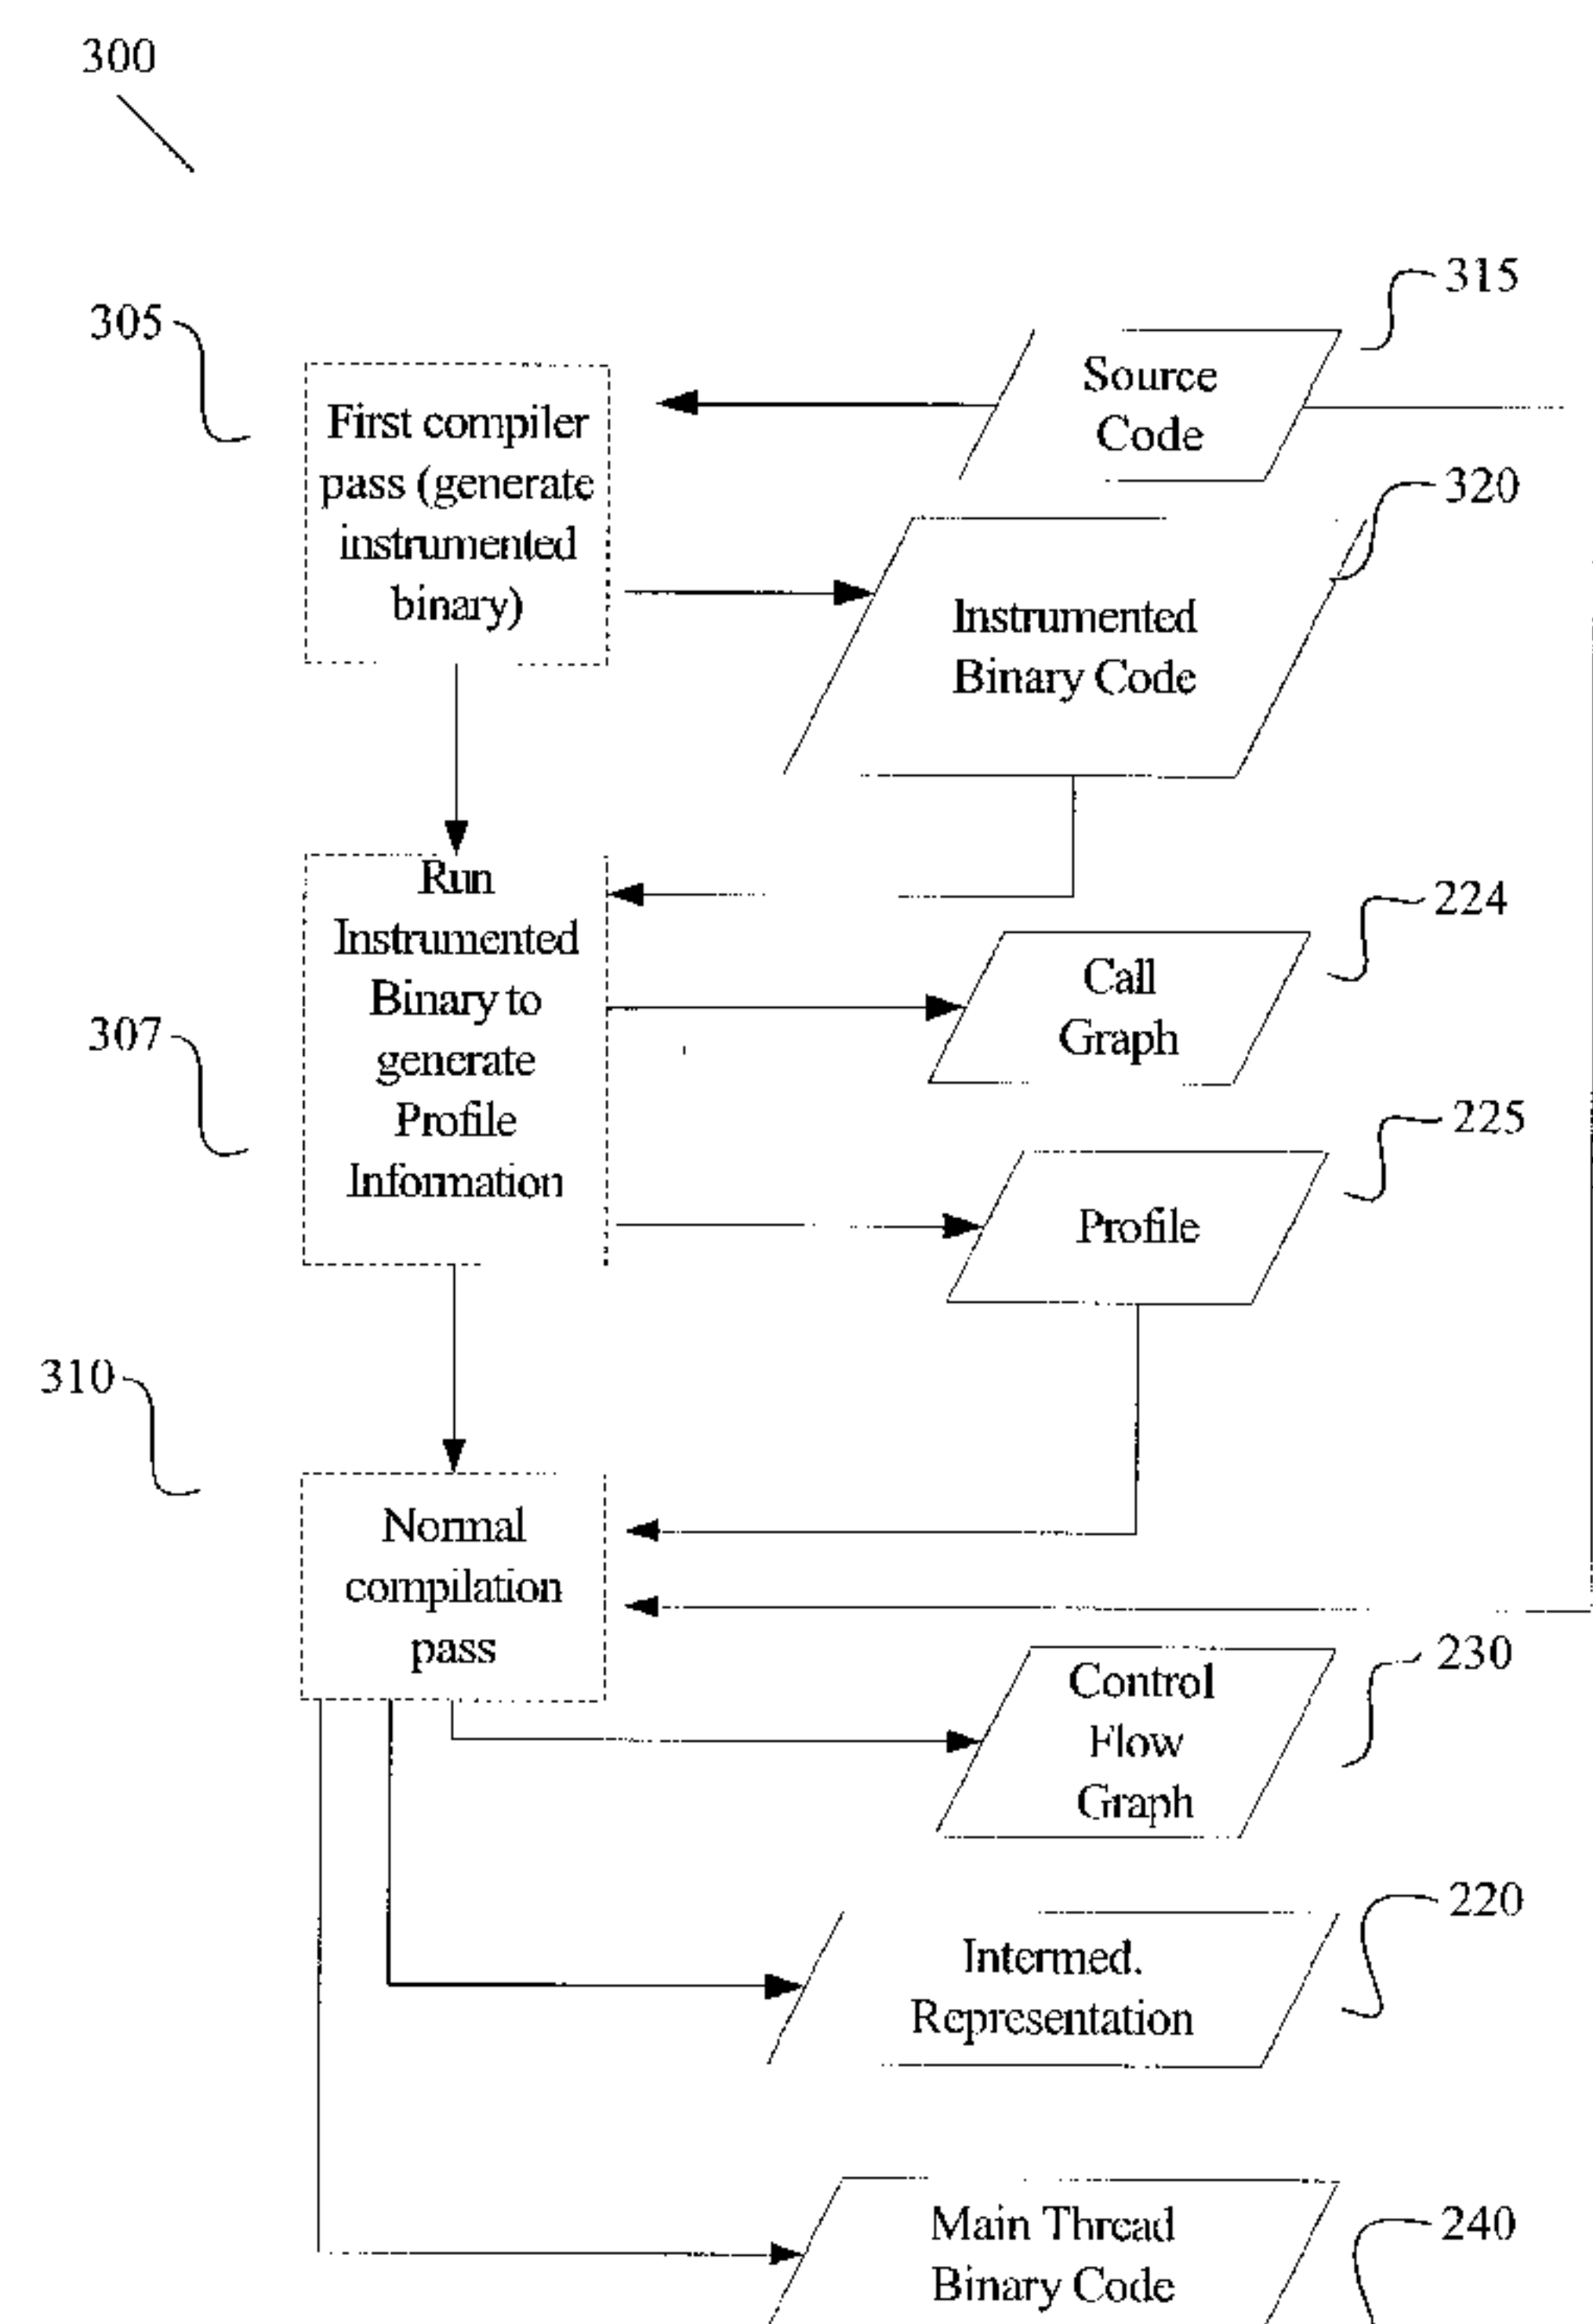 300
315
305
Source
Code
First compiler
pass (generate
instrumented
binary)
320
Instrumented
Binary Code
Run
Instrumented
Binary to
generate
Profile
Information
224
Call
Graph
307
225
Profile
310
Normal
compilation
pass
230
Control
Flow
Graph
220
Intermed.
Representation
Main Thread
Binary Code
240